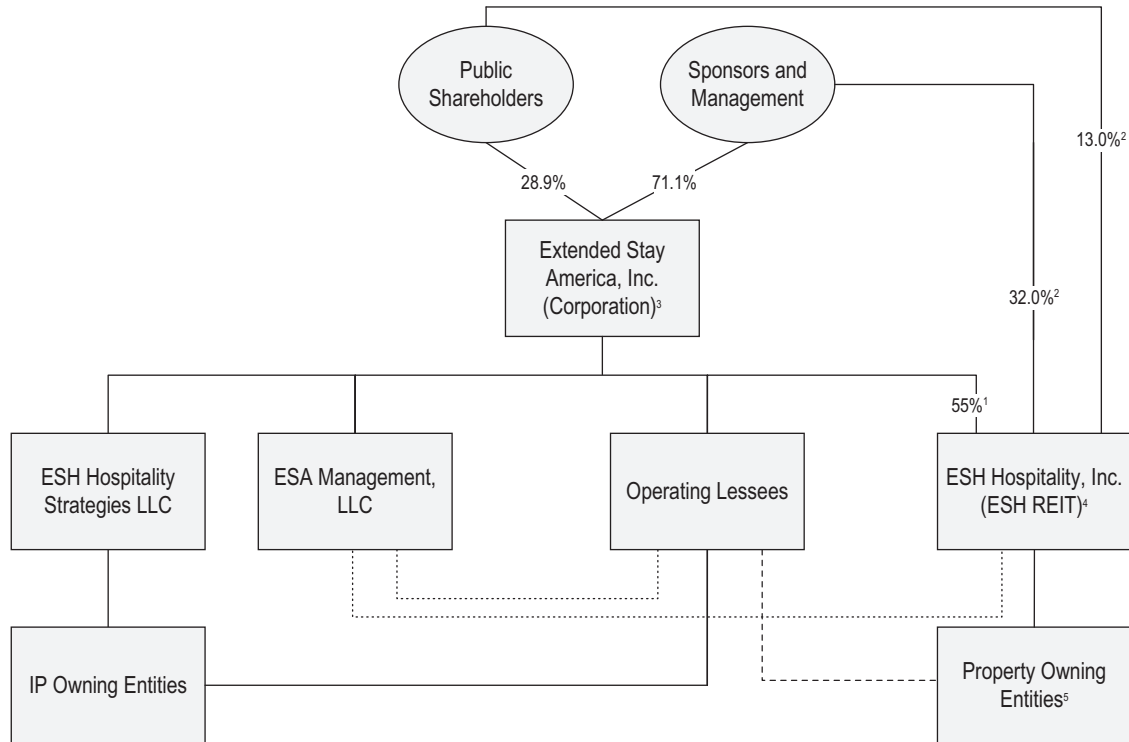 Public
Shareholders
Sponsors and
Management
13.0%²
28.9%
71.1%
Extended Stay
America, Inc.
(Corporation)³
32.0%²
55%¹
ESH Hospitality
Strategies LLC
ESA Management,
LLC
Operating Lessees
ESH Hospitality, Inc.
(ESH REIT)⁴
IP Owning Entities
Property Owning
Entities⁵